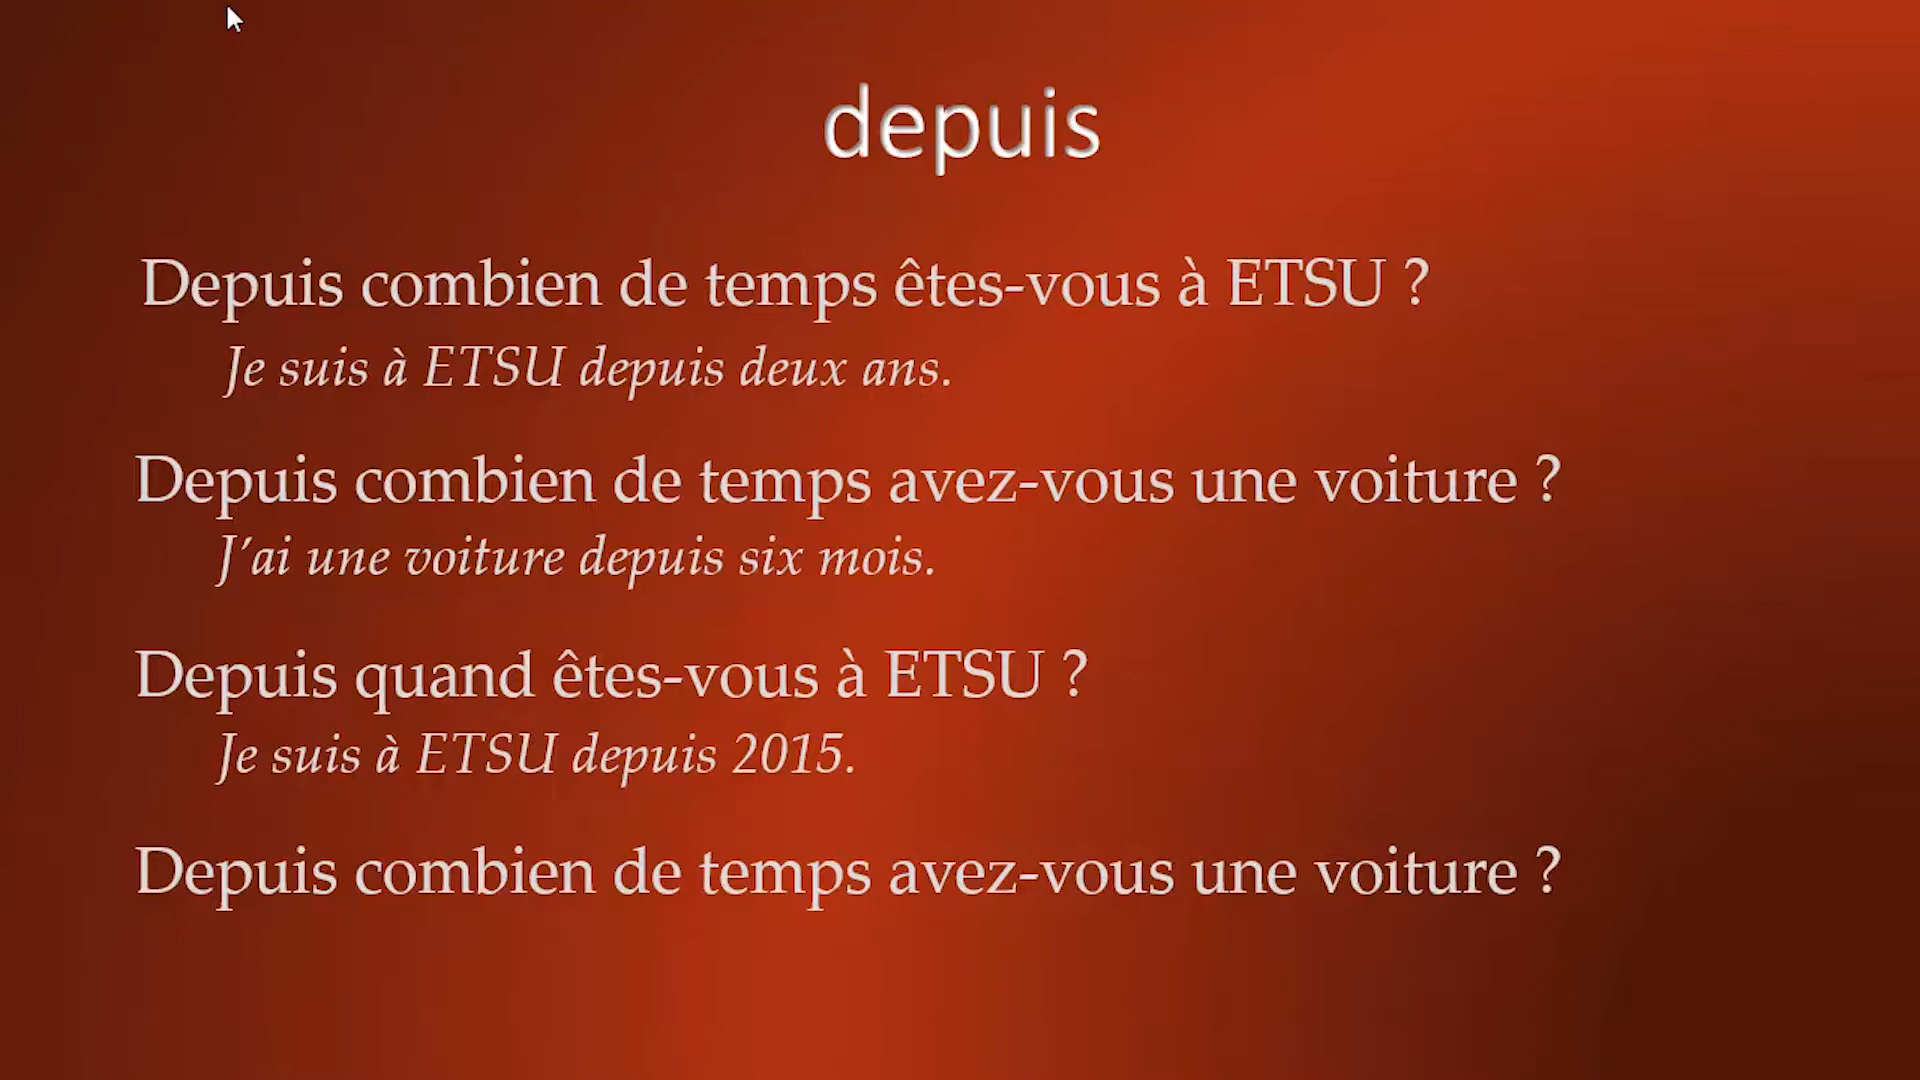 depuis
Depuis combien de temps êtes-vous à ETSU ?
Je suis à ETSU depuis deux ans.
Depuis combien de temps avez-vous une voiture ?
J’ai une voiture depuis six mois.
Depuis quand êtes-vous à ETSU ?
Je suis à ETSU depuis 2015.
Depuis combien de temps avez-vous une voiture ?